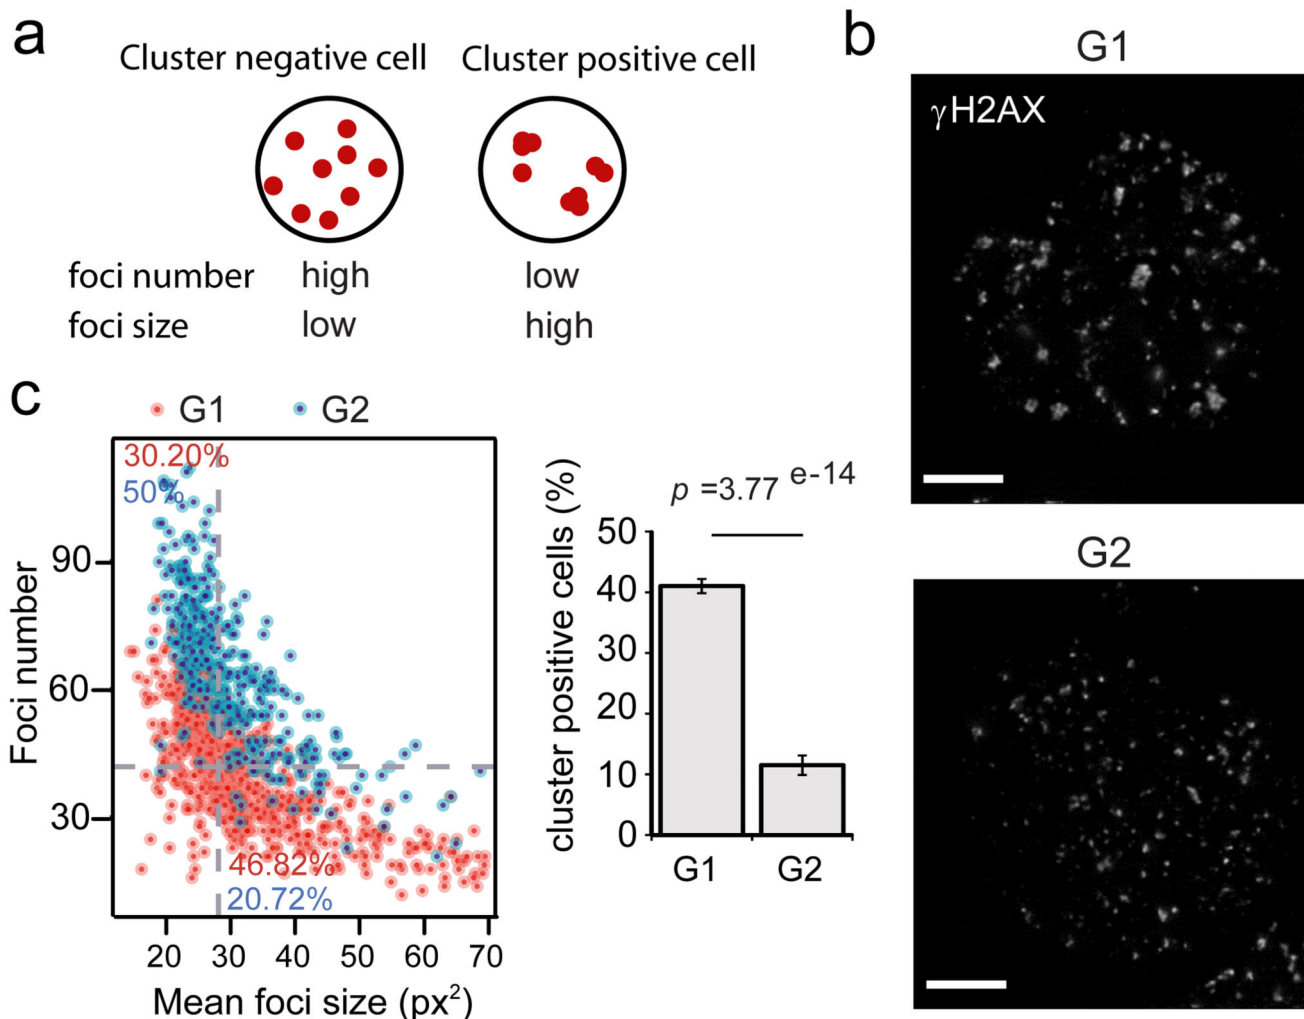 a
Cluster negative cell
Cluster positive cell
foci number high low
foci size low high
b
G1
γH2AX
G2
c
G1 G2
30.20%
50%
Foci number
90
60
30
46.82%
20.72%
20 30 40 50 60 70
Mean foci size (px²)
p =3.77 e-14
cluster positive cells (%)
50
40
30
20
10
0
G1 G2